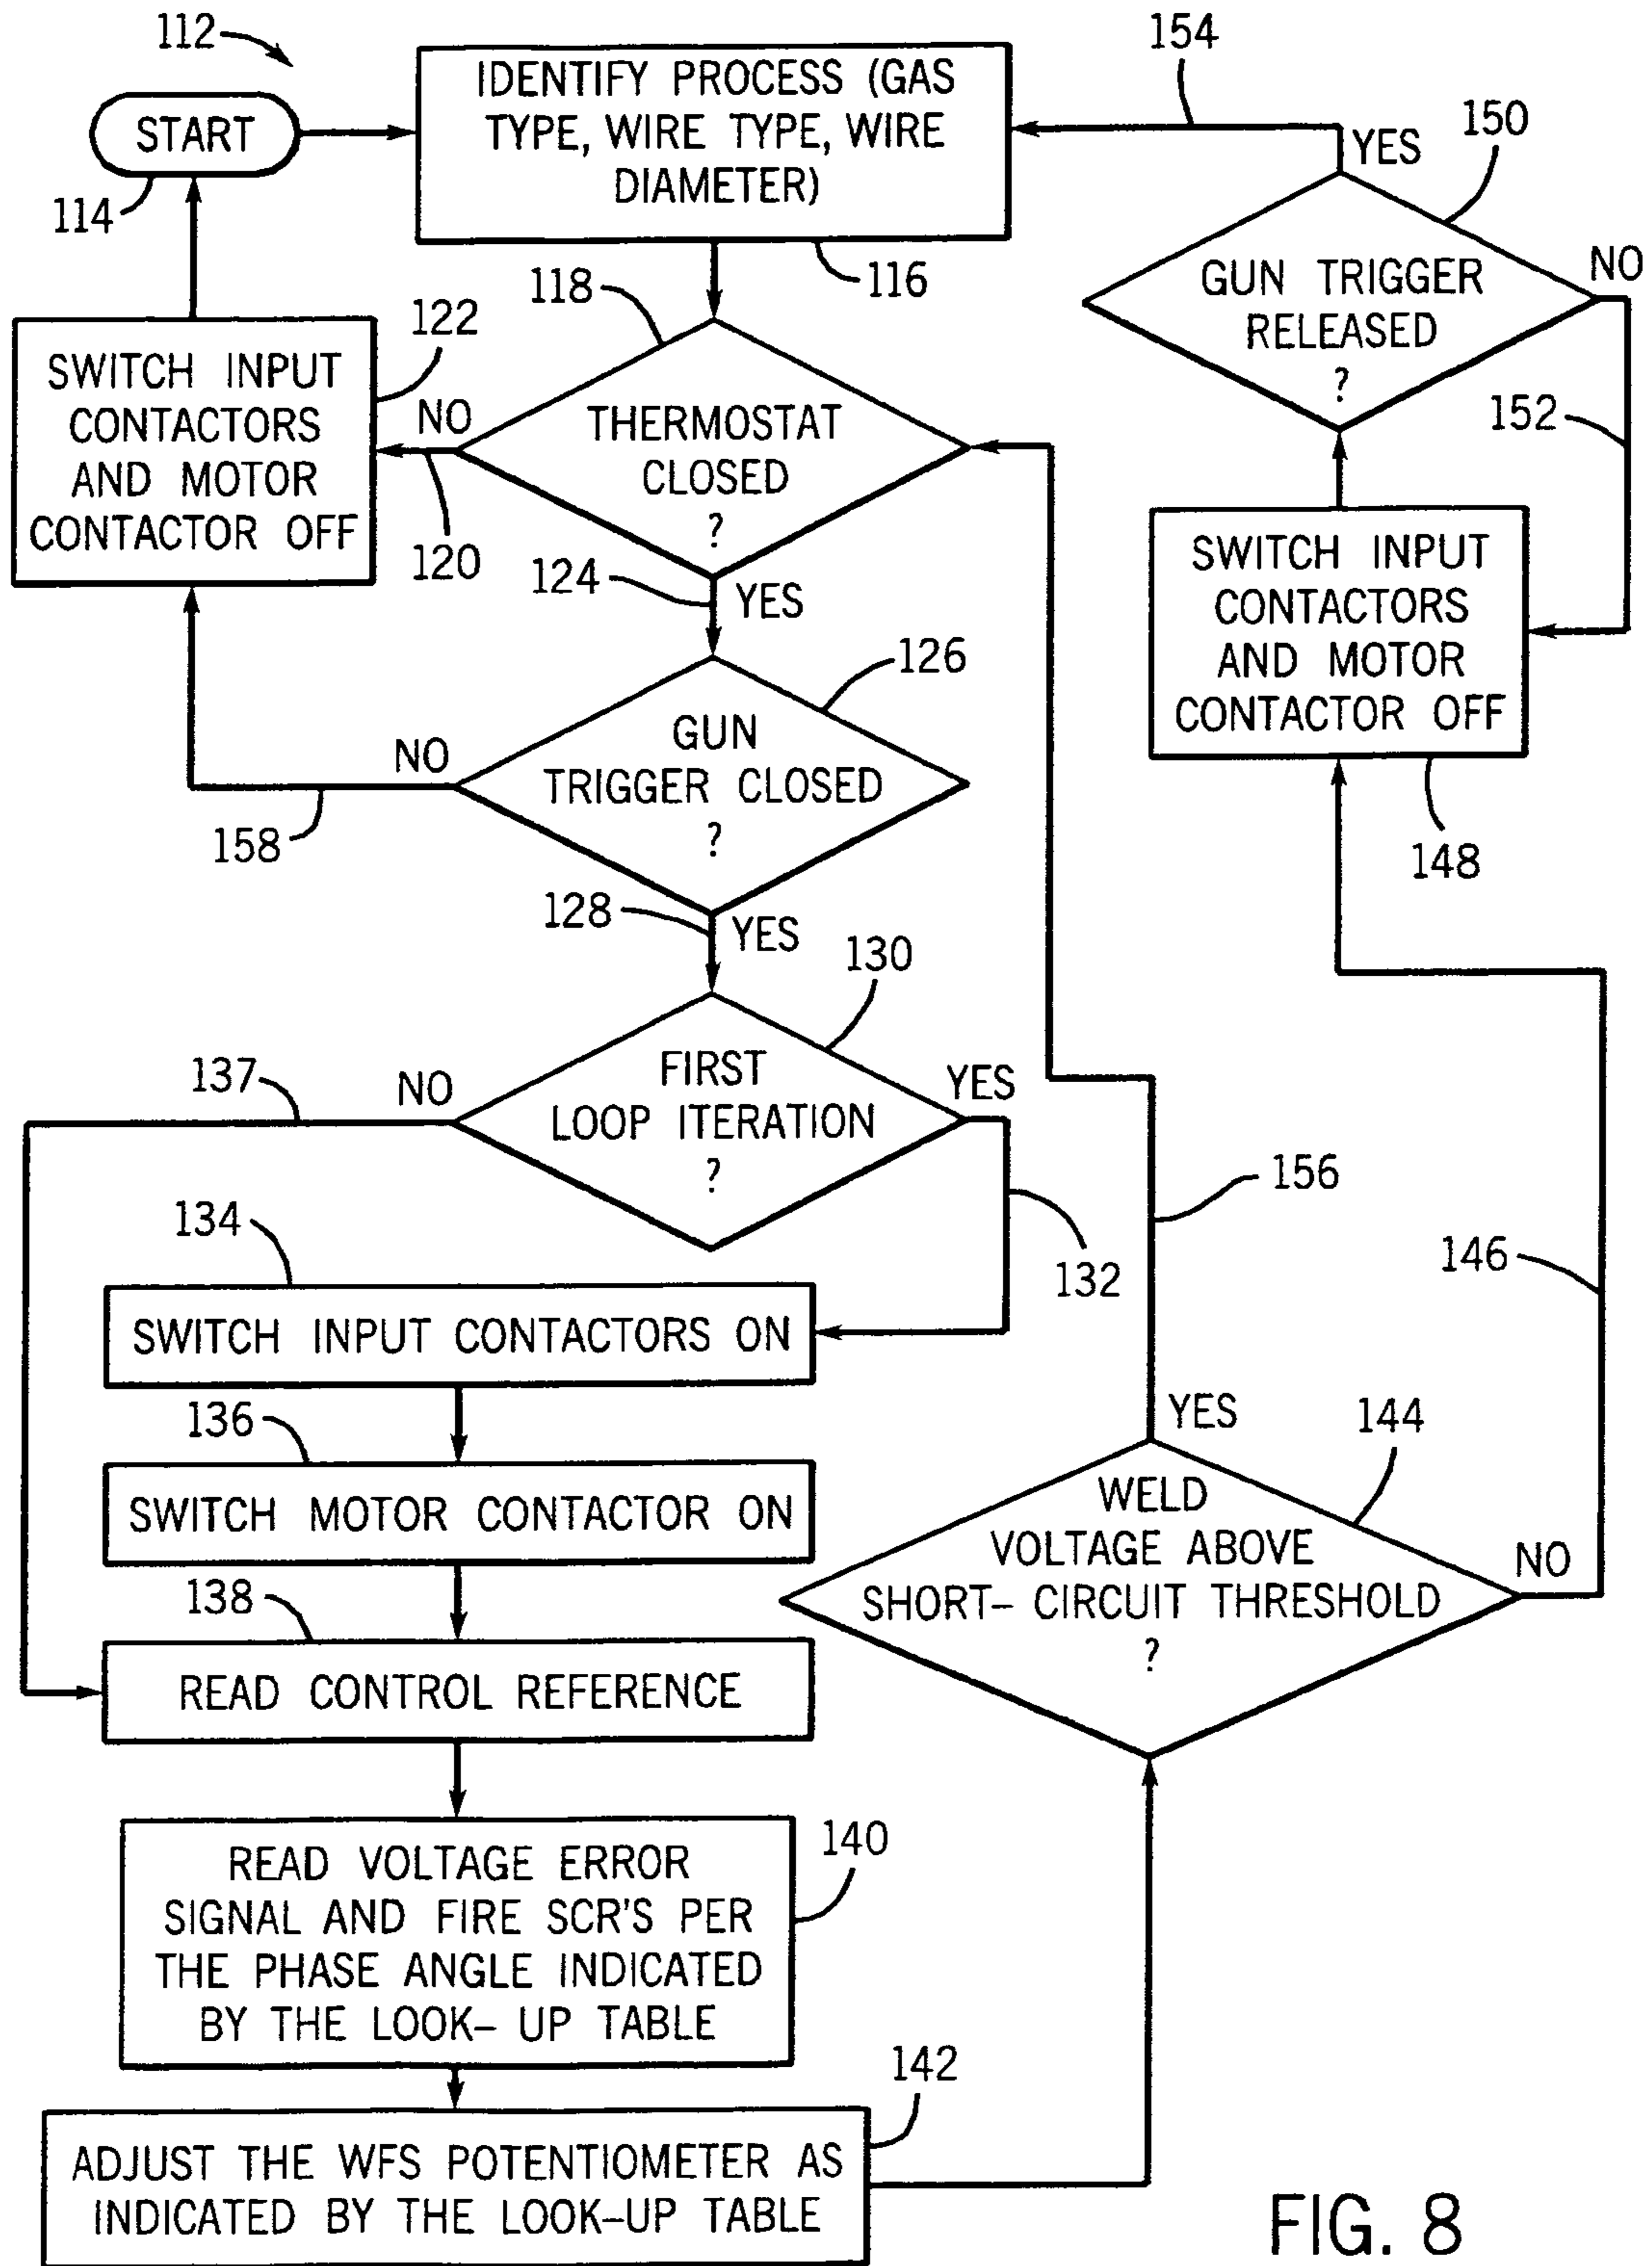 112
START
114
IDENTIFY PROCESS (GAS
TYPE, WIRE TYPE, WIRE
DIAMETER)
116
154
YES
150
GUN TRIGGER
RELEASED
?
NO
152
118
THERMOSTAT
CLOSED
?
NO
120
122
SWITCH INPUT
CONTACTORS
AND MOTOR
CONTACTOR OFF
124
YES
SWITCH INPUT
CONTACTORS
AND MOTOR
CONTACTOR OFF
148
126
GUN
TRIGGER CLOSED
?
NO
158
128
YES
130
FIRST
LOOP ITERATION
?
137
NO
YES
132
156
146
134
SWITCH INPUT CONTACTORS ON
136
SWITCH MOTOR CONTACTOR ON
138
READ CONTROL REFERENCE
YES
144
WELD
VOLTAGE ABOVE
SHORT- CIRCUIT THRESHOLD
?
NO
140
READ VOLTAGE ERROR
SIGNAL AND FIRE SCR'S PER
THE PHASE ANGLE INDICATED
BY THE LOOK- UP TABLE
142
ADJUST THE WFS POTENTIOMETER AS
INDICATED BY THE LOOK-UP TABLE
FIG. 8